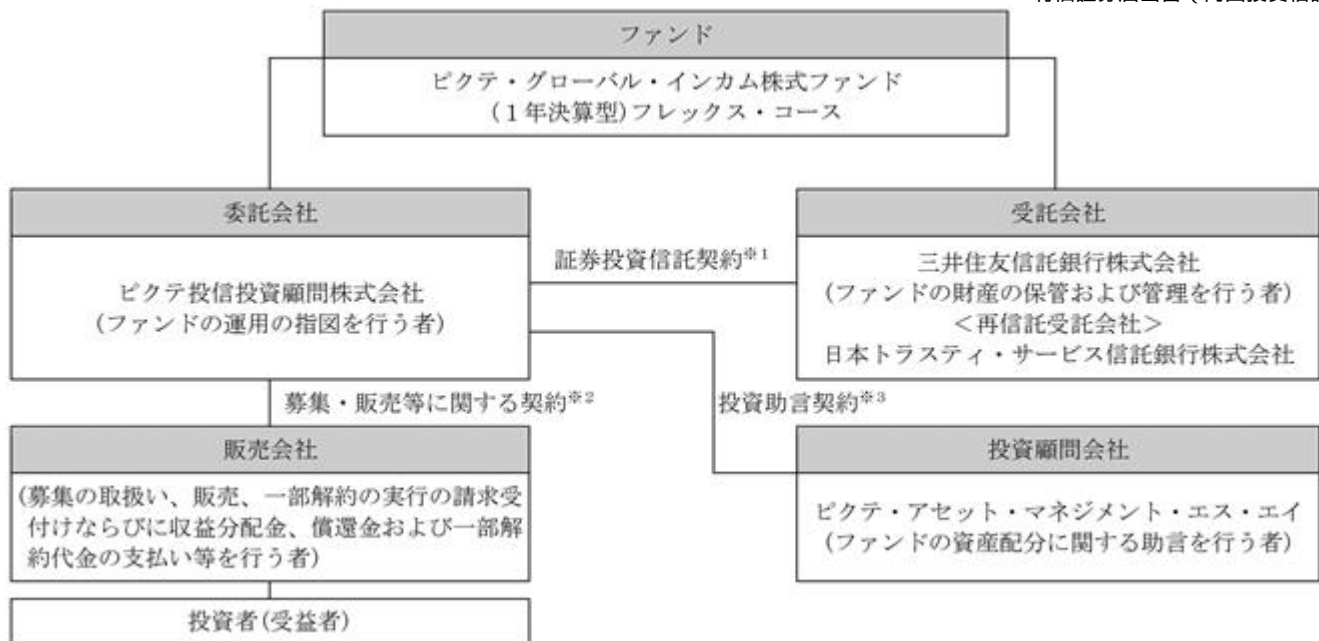 ファンド
ピクテ・グローバル・インカム株式ファンド
(1年決算型)フレックス・コース
委託会社
ピクテ投信投資顧問株式会社
(ファンドの運用の指図を行う者)
証券投資信託契約※1
受託会社
三井住友信託銀行株式会社
(ファンドの財産の保管および管理を行う者)
<再信託受託会社>
日本トラスティ・サービス信託銀行株式会社
募集・販売等に関する契約※2
投資助言契約※3
販売会社
(募集の取扱い、販売、一部解約の実行の請求受
付けならびに収益分配金、償還金および一部解
約代金の支払い等を行う者)
投資顧問会社
ピクテ・アセット・マネジメント・エス・エイ
(ファンドの資産配分に関する助言を行う者)
投資者(受益者)